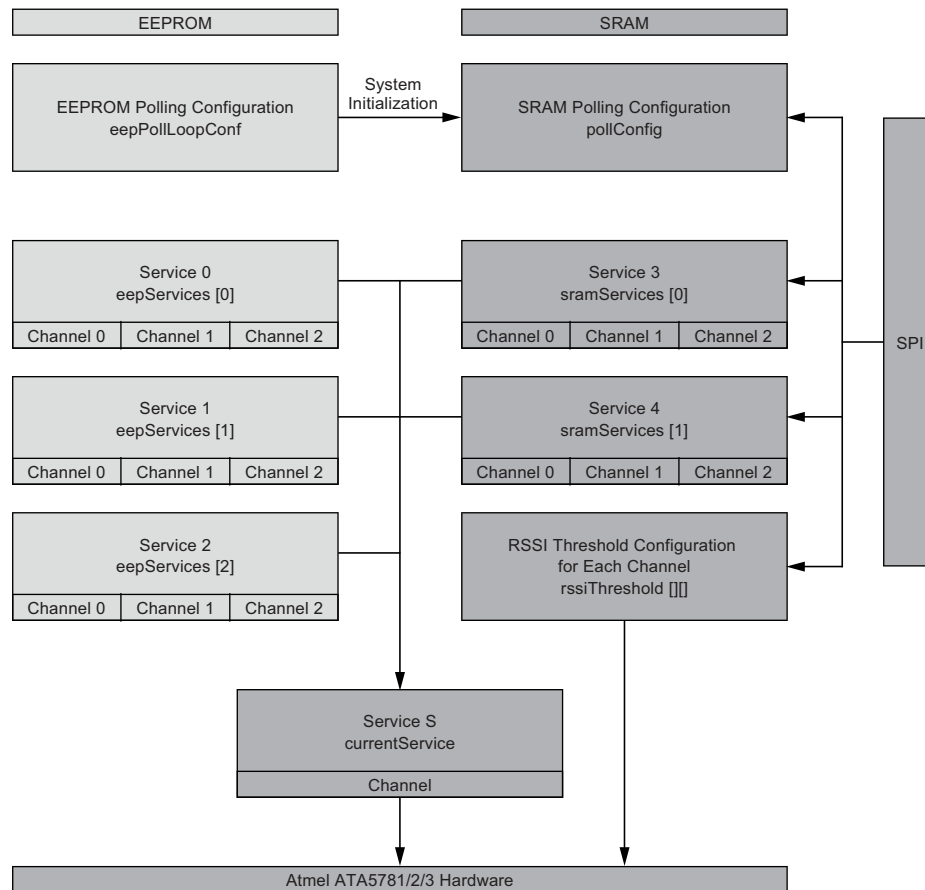 EEPROM
SRAM
EEPROM Polling Configuration
eepPollLoopConf
System
Initialization
SRAM Polling Configuration
pollConfig
Service 0
eepServices [0]
Channel 0
Channel 1
Channel 2
Service 3
sramServices [0]
Channel 0
Channel 1
Channel 2
SPI
Service 1
eepServices [1]
Channel 0
Channel 1
Channel 2
Service 4
sramServices [1]
Channel 0
Channel 1
Channel 2
Service 2
eepServices [2]
Channel 0
Channel 1
Channel 2
RSSI Threshold Configuration
for Each Channel
rssiThreshold [][]
Service S
currentService
Channel
Atmel ATA5781/2/3 Hardware